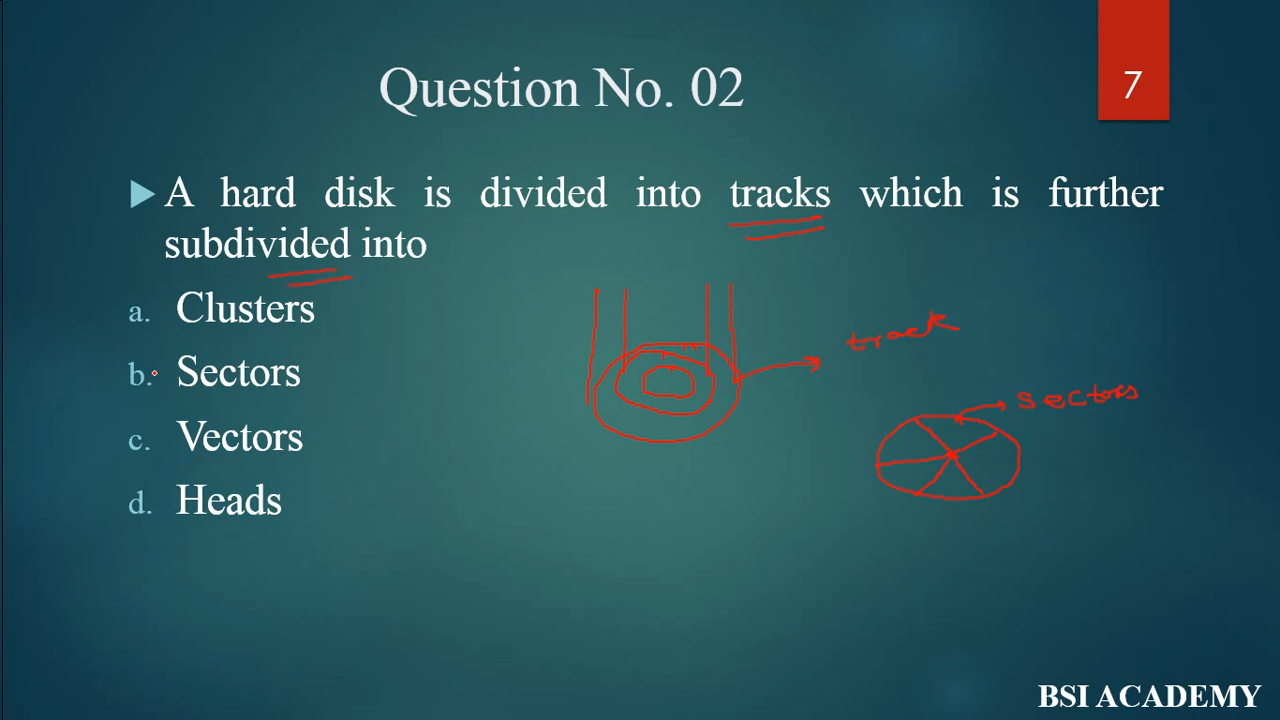 Question No. 02
7
A hard disk is divided into tracks which is further
subdivided into
a. Clusters
b. Sectors
c. Vectors
d. Heads
track
sectors
BSI ACADEMY